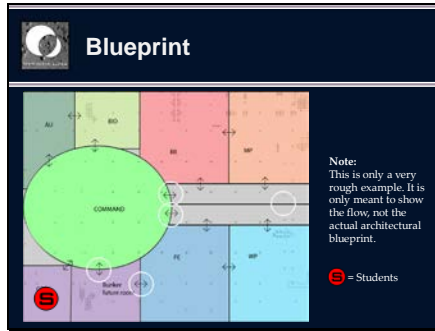 Blueprint
AU
BIO
RR
MP
COMMAND
FE
WP
Bunker
future room
Note:
This is only a very
rough example. It is
only meant to show
the flow, not the
actual architectural
blueprint.
S = Students
S